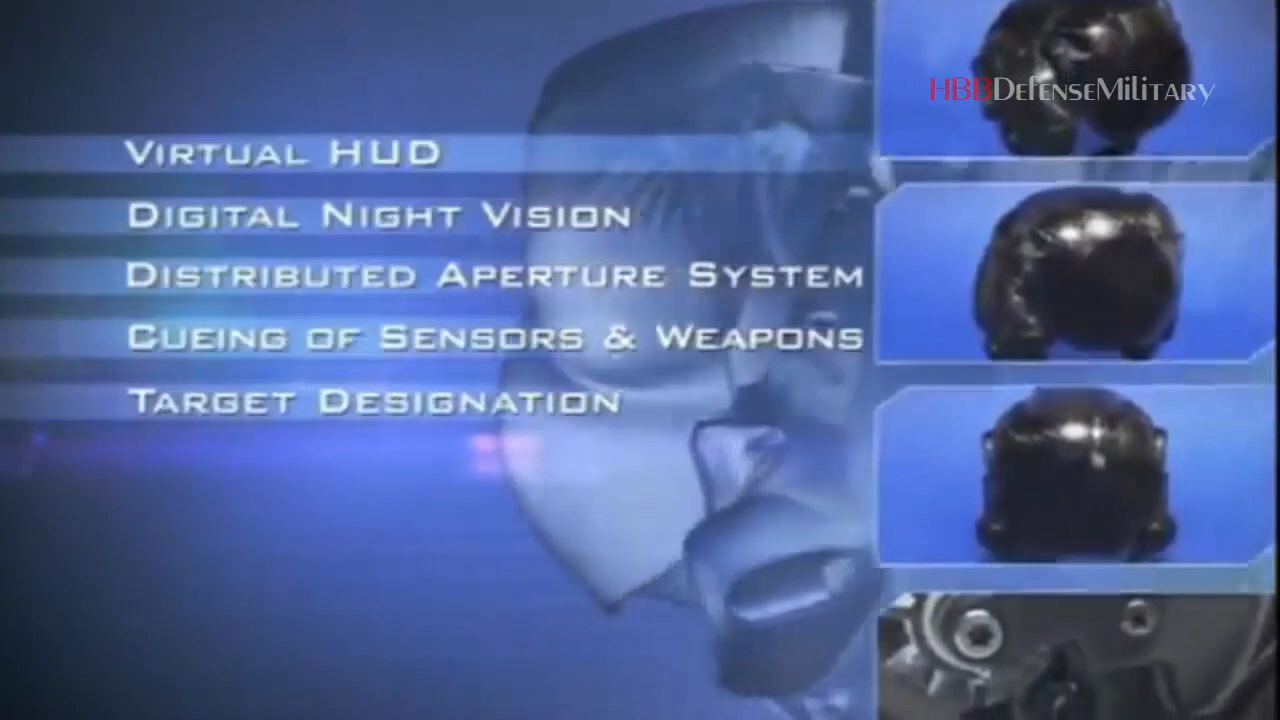 HBBDefenseMilitary
Virtual HUD
Digital Night Vision
Distributed Aperture System
Cueing of Sensors & Weapons
Target Designation